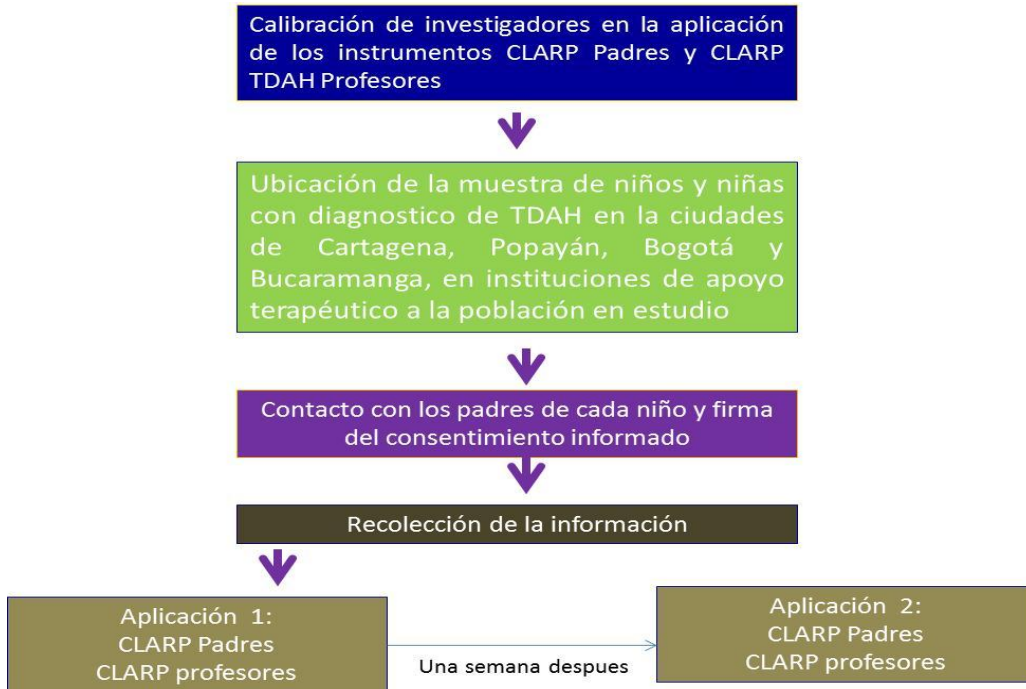 Calibración de investigadores en la aplicación
de los instrumentos CLARP Padres y CLARP
TDAH Profesores
Ubicación de la muestra de niños y niñas
con diagnostico de TDAH en la ciudades
de Cartagena, Popayán, Bogotá y
Bucaramanga, en instituciones de apoyo
terapéutico a la población en estudio
Contacto con los padres de cada niño y firma
del consentimiento informado
Recolección de la información
Aplicación 1:
CLARP Padres
CLARP profesores
Una semana despues
Aplicación 2:
CLARP Padres
CLARP profesores